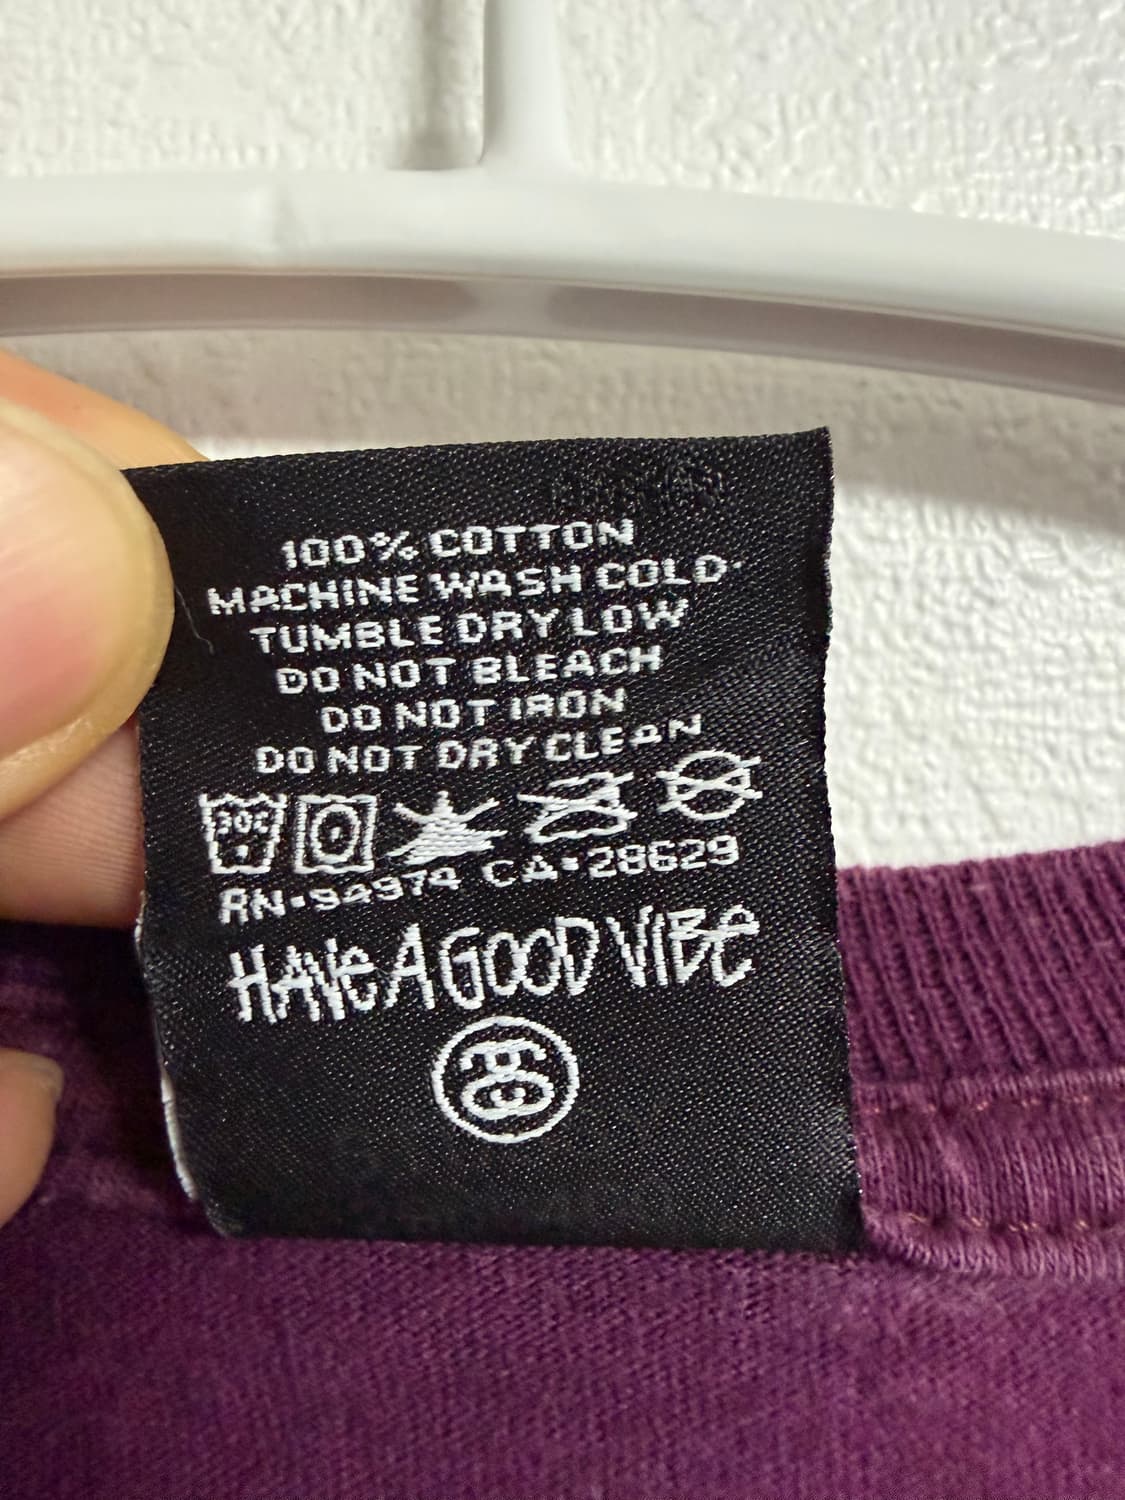 100% COTTON
MACHINE WASH COLD
TUMBLE DRY LOW
DO NOT BLEACH
DO NOT IRON
DO NOT DRY CLEAN
30C
RN•94974 CA•28629
HAVE A GOOD VIBE